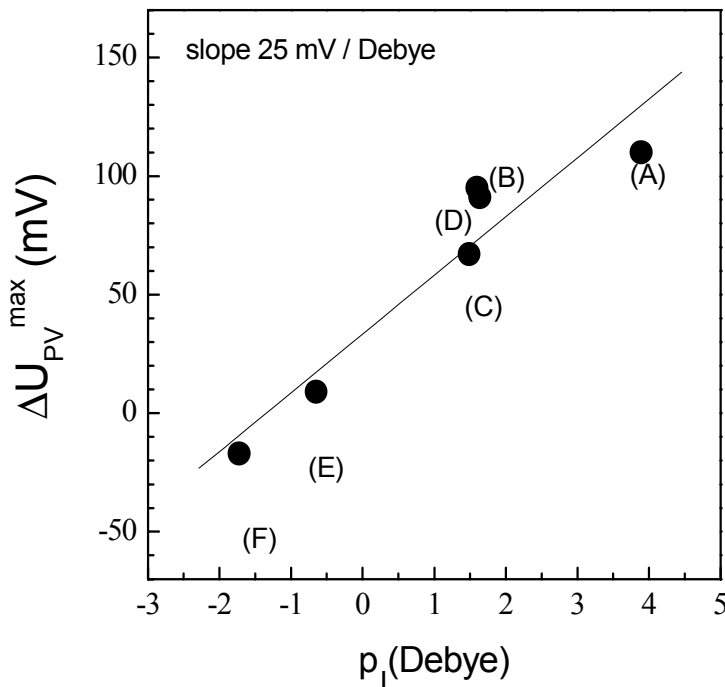 slope 25 mV / Debye
150
100
50
0
-50
ΔU_PV^max (mV)
(B)
(A)
(D)
(C)
(E)
(F)
-3 -2 -1 0 1 2 3 4 5
p_I(Debye)